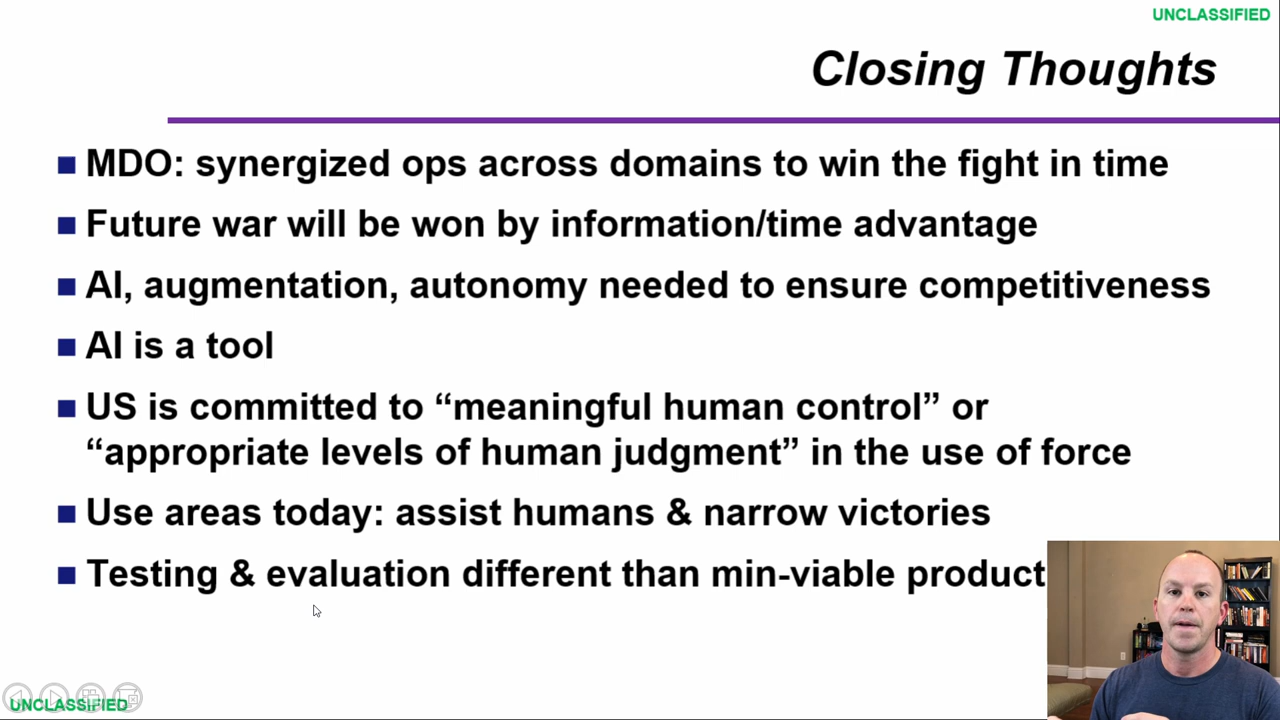 UNCLASSIFIED
Closing Thoughts
MDO: synergized ops across domains to win the fight in time
Future war will be won by information/time advantage
AI, augmentation, autonomy needed to ensure competitiveness
AI is a tool
US is committed to “meaningful human control” or
“appropriate levels of human judgment” in the use of force
Use areas today: assist humans & narrow victories
Testing & evaluation different than min-viable product
UNCLASSIFIED